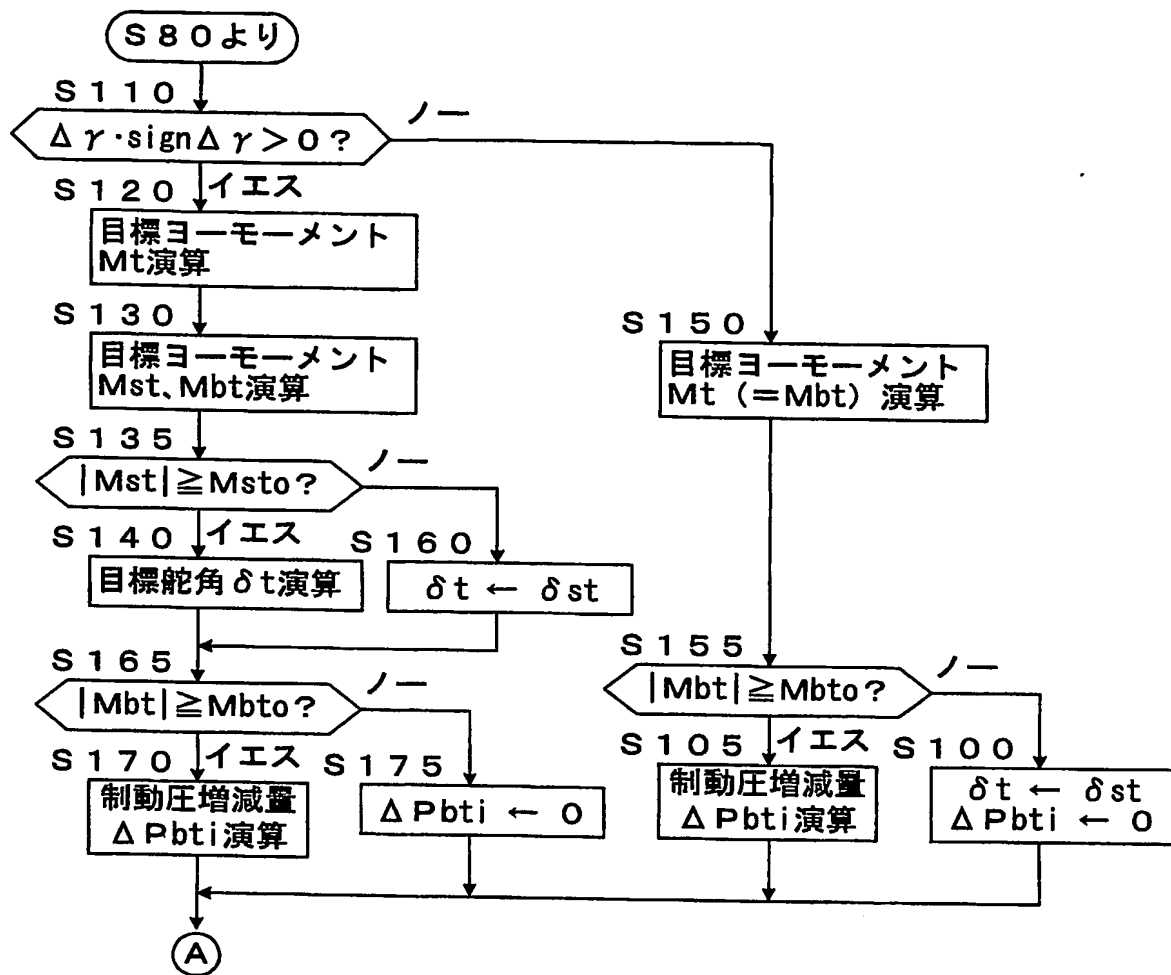 S80より
S110
ノー
Δγ・signΔγ>0?
S120
イエス
目標ヨーモーメント
Mt演算
S130
目標ヨーモーメント
Mst、Mbt演算
S150
目標ヨーモーメント
Mt(=Mbt)演算
S135
ノー
|Mst|≧Msto?
S140
イエス
S160
目標舵角δt演算
δt ← δst
S165
ノー
|Mbt|≧Mbto?
S155
ノー
|Mbt|≧Mbto?
S170
イエス
S175
制動圧増減量
ΔPbti演算
ΔPbti ← 0
S105
イエス
S100
制動圧増減量
ΔPbti演算
δt ← δst
ΔPbti ← 0
A